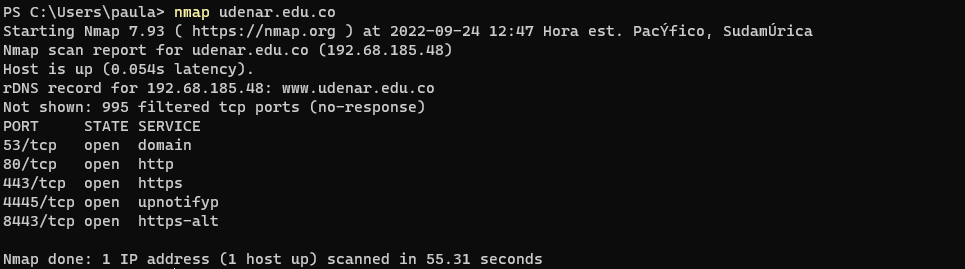 PS C:\Users\paula> nmap udenar.edu.co
Starting Nmap 7.93 ( https://nmap.org ) at 2022-09-24 12:47 Hora est. PacÝfico, SudamÚrica
Nmap scan report for udenar.edu.co (192.68.185.48)
Host is up (0.054s latency).
rDNS record for 192.68.185.48: www.udenar.edu.co
Not shown: 995 filtered tcp ports (no-response)
PORT     STATE SERVICE
53/tcp   open  domain
80/tcp   open  http
443/tcp  open  https
4445/tcp open  upnotifyp
8443/tcp open  https-alt
Nmap done: 1 IP address (1 host up) scanned in 55.31 seconds